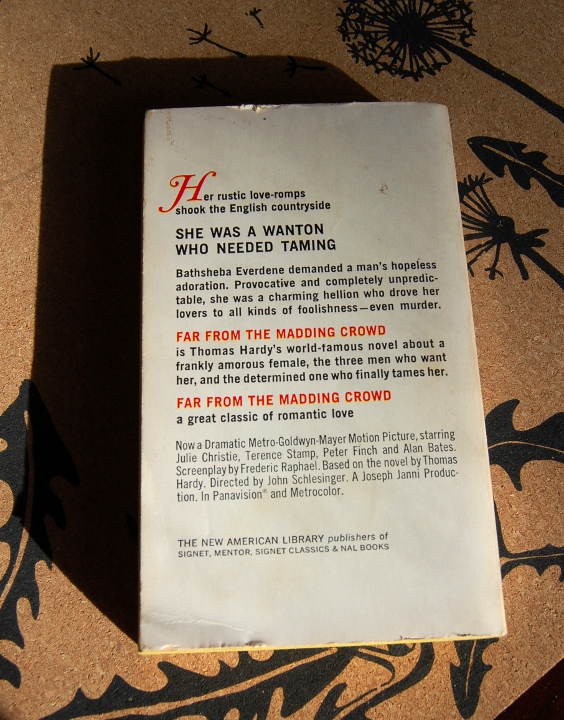 Her rustic love-romps
shook the English countryside
SHE WAS A WANTON
WHO NEEDED TAMING
Bathsheba Everdene demanded a man's hopeless
adoration. Provocative and completely unpredic-
table, she was a charming hellion who drove her
lovers to all kinds of foolishness—even murder.
FAR FROM THE MADDING CROWD
is Thomas Hardy's world-famous novel about a
frankly amorous female, the three men who want
her, and the determined one who finally tames her.
FAR FROM THE MADDING CROWD
a great classic of romantic love
Now a Dramatic Metro-Goldwyn-Mayer Motion Picture, starring
Julie Christie, Terence Stamp, Peter Finch and Alan Bates.
Screenplay by Frederic Raphael. Based on the novel by Thomas
Hardy. Directed by John Schlesinger. A Joseph Janni Produc-
tion. In Panavision® and Metrocolor.
THE NEW AMERICAN LIBRARY publishers of
SIGNET, MENTOR, SIGNET CLASSICS & NAL BOOKS